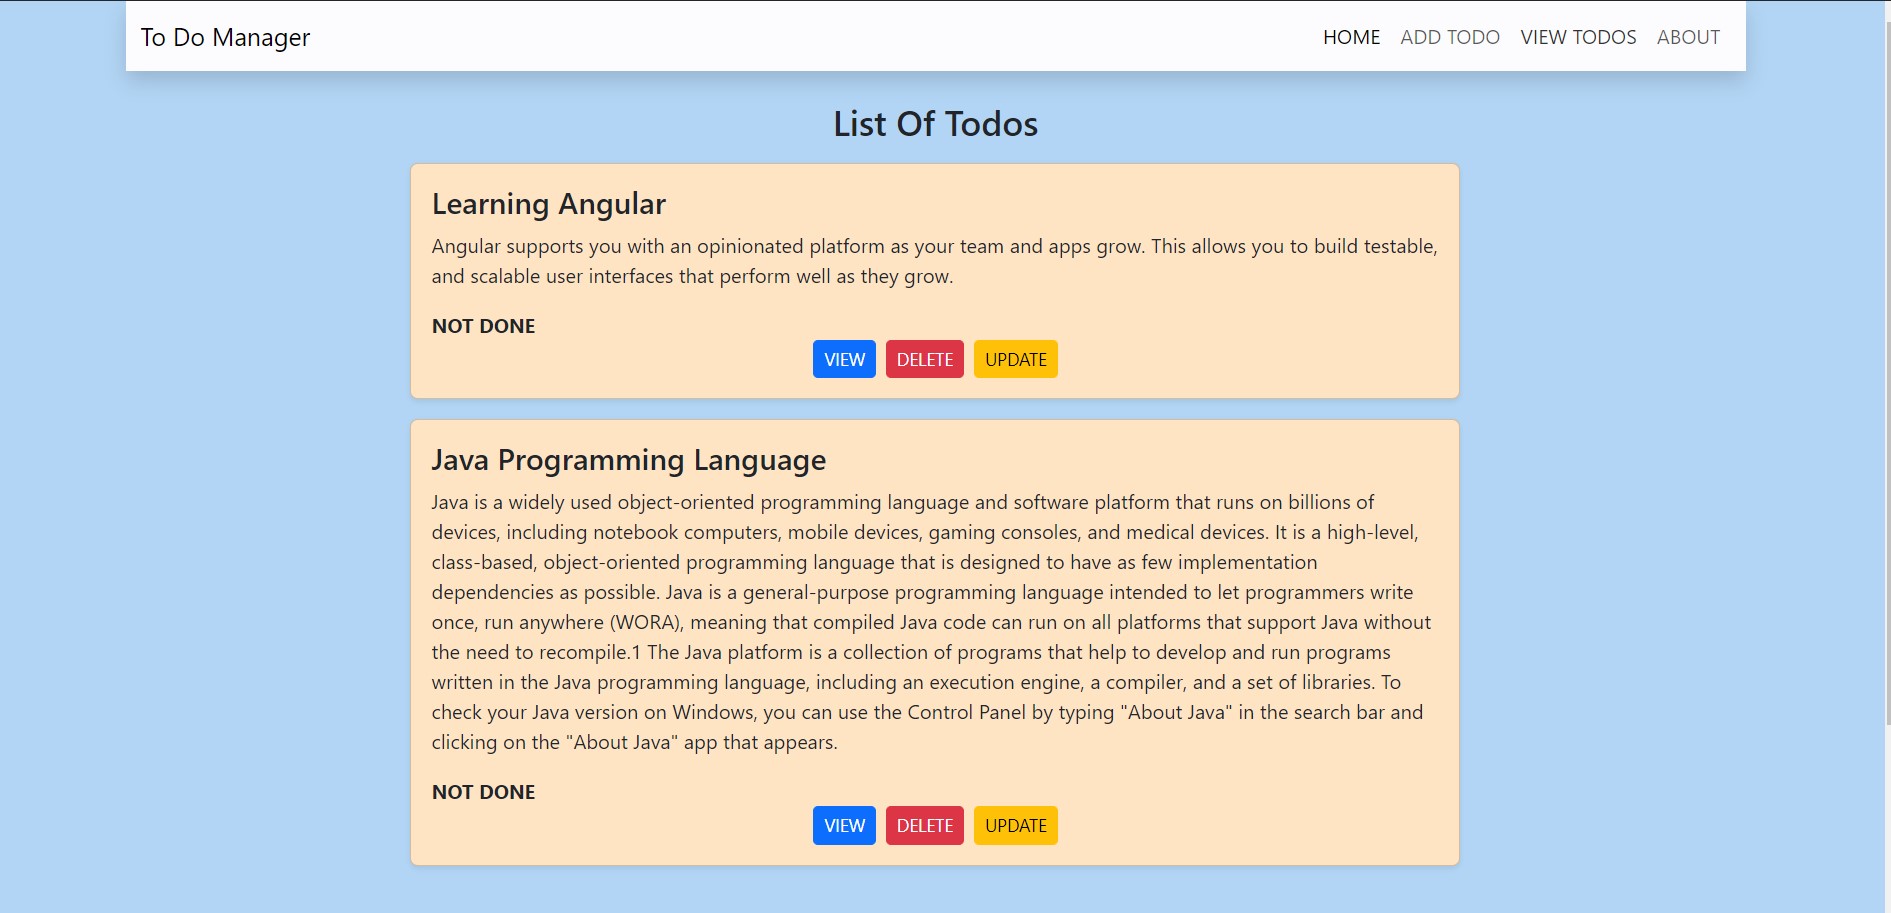 To Do Manager
HOME ADD TODO VIEW TODOS ABOUT
List Of Todos
Learning Angular
Angular supports you with an opinionated platform as your team and apps grow. This allows you to build testable,
and scalable user interfaces that perform well as they grow.
NOT DONE
VIEW DELETE UPDATE
Java Programming Language
Java is a widely used object-oriented programming language and software platform that runs on billions of
devices, including notebook computers, mobile devices, gaming consoles, and medical devices. It is a high-level,
class-based, object-oriented programming language that is designed to have as few implementation
dependencies as possible. Java is a general-purpose programming language intended to let programmers write
once, run anywhere (WORA), meaning that compiled Java code can run on all platforms that support Java without
the need to recompile.1 The Java platform is a collection of programs that help to develop and run programs
written in the Java programming language, including an execution engine, a compiler, and a set of libraries. To
check your Java version on Windows, you can use the Control Panel by typing "About Java" in the search bar and
clicking on the "About Java" app that appears.
NOT DONE
VIEW DELETE UPDATE